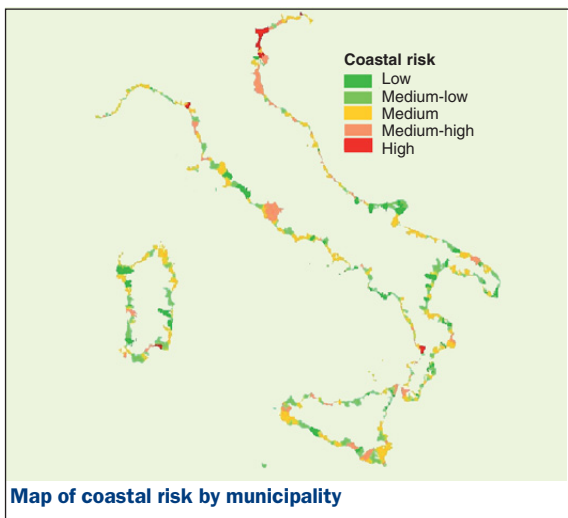 Coastal risk
Low
Medium-low
Medium
Medium-high
High
Map of coastal risk by municipality